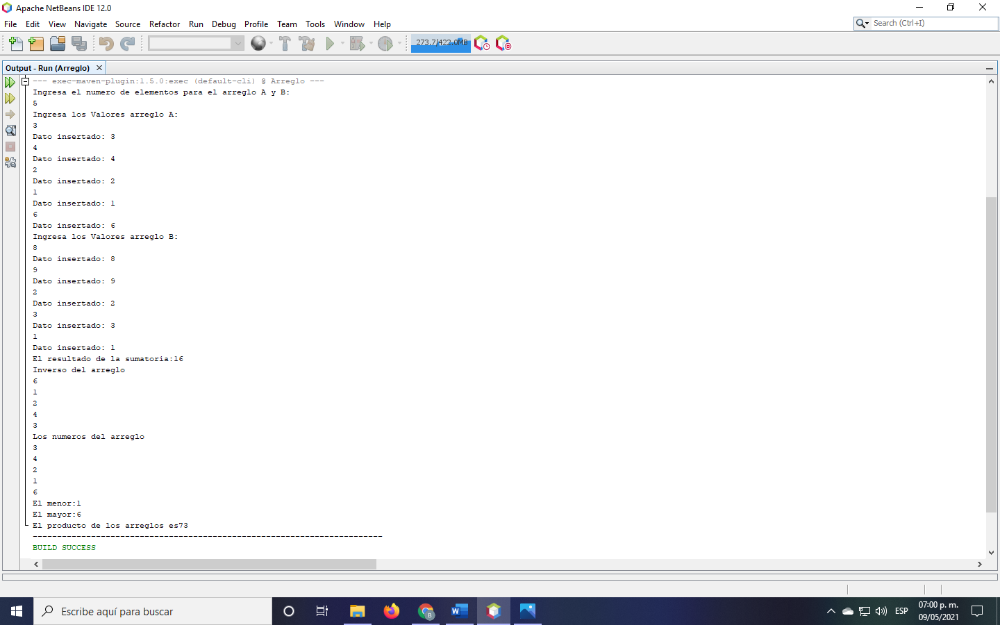 Apache NetBeans IDE 12.0
File Edit View Navigate Source Refactor Run Debug Profile Team Tools Window Help
Search (Ctrl+I)
273.7/422.0MB
Output - Run (Arreglo)
--- exec-maven-plugin:1.5.0:exec (default-cli) @ Arreglo ---
Ingresa el numero de elementos para el arreglo A y B:
5
Ingresa los Valores arreglo A:
3
Dato insertado: 3
4
Dato insertado: 4
2
Dato insertado: 2
1
Dato insertado: 1
6
Dato insertado: 6
Ingresa los Valores arreglo B:
8
Dato insertado: 8
9
Dato insertado: 9
2
Dato insertado: 2
3
Dato insertado: 3
1
Dato insertado: 1
El resultado de la sumatoria:16
Inverso del arreglo
6
1
2
4
3
Los numeros del arreglo
3
4
2
1
6
El menor:1
El mayor:6
El producto de los arreglos es73
------------------------------------------------------------------------
BUILD SUCCESS
Escribe aquí para buscar
ESP
07:00 p. m.
09/05/2021